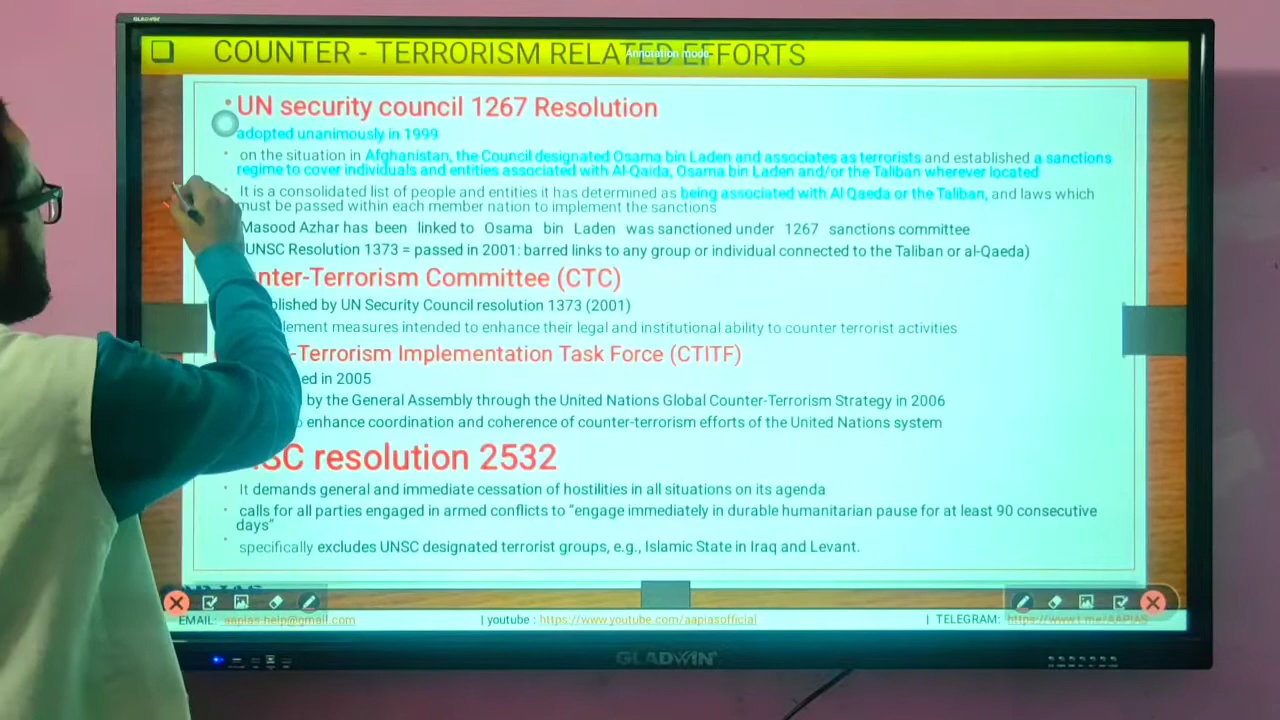 GLADWIN
COUNTER - TERRORISM RELATED EFFORTS
Annotation mode
• UN security council 1267 Resolution
adopted unanimously in 1999
• on the situation in Afghanistan, the Council designated Osama bin Laden and associates as terrorists and established a sanctions
regime to cover individuals and entities associated with Al-Qaida, Osama bin Laden and/or the Taliban wherever located
• It is a consolidated list of people and entities it has determined as being associated with Al Qaeda or the Taliban, and laws which
must be passed within each member nation to implement the sanctions
Masood Azhar has been linked to Osama bin Laden was sanctioned under 1267 sanctions committee
UNSC Resolution 1373 = passed in 2001: barred links to any group or individual connected to the Taliban or al-Qaeda)
Terrorism Committee (CTC)
by UN Security Council resolution 1373 (2001)
measures intended to enhance their legal and institutional ability to counter terrorist activities
-Terrorism Implementation Task Force (CTITF)
in 2005
by the General Assembly through the United Nations Global Counter-Terrorism Strategy in 2006
enhance coordination and coherence of counter-terrorism efforts of the United Nations system
resolution 2532
• It demands general and immediate cessation of hostilities in all situations on its agenda
• calls for all parties engaged in armed conflicts to “engage immediately in durable humanitarian pause for at least 90 consecutive
days”
• specifically excludes UNSC designated terrorist groups, e.g., Islamic State in Iraq and Levant.
EMAIL: aapias.help@gmail.com | youtube : https://www.youtube.com/aapiasofficial | TELEGRAM: https://www.t.me/AAPIAS
GLADWIN